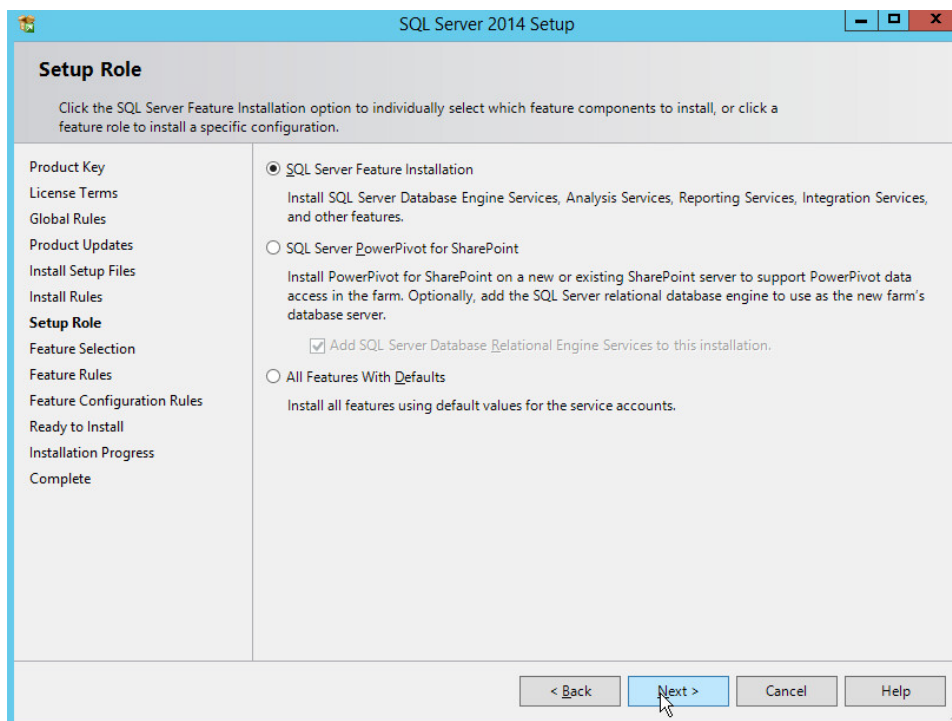 SQL Server 2014 Setup
Setup Role
Click the SQL Server Feature Installation option to individually select which feature components to install, or click a
feature role to install a specific configuration.
Product Key
License Terms
Global Rules
Product Updates
Install Setup Files
Install Rules
Setup Role
Feature Selection
Feature Rules
Feature Configuration Rules
Ready to Install
Installation Progress
Complete
SQL Server Feature Installation
Install SQL Server Database Engine Services, Analysis Services, Reporting Services, Integration Services,
and other features.
SQL Server PowerPivot for SharePoint
Install PowerPivot for SharePoint on a new or existing SharePoint server to support PowerPivot data
access in the farm. Optionally, add the SQL Server relational database engine to use as the new farm's
database server.
Add SQL Server Database Relational Engine Services to this installation.
All Features With Defaults
Install all features using default values for the service accounts.
< Back
Next >
Cancel
Help